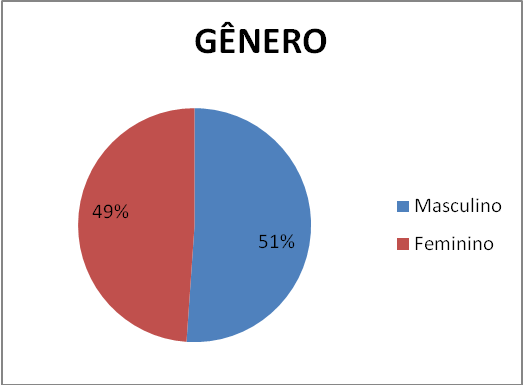 GÊNERO
49%
51%
Masculino
Feminino